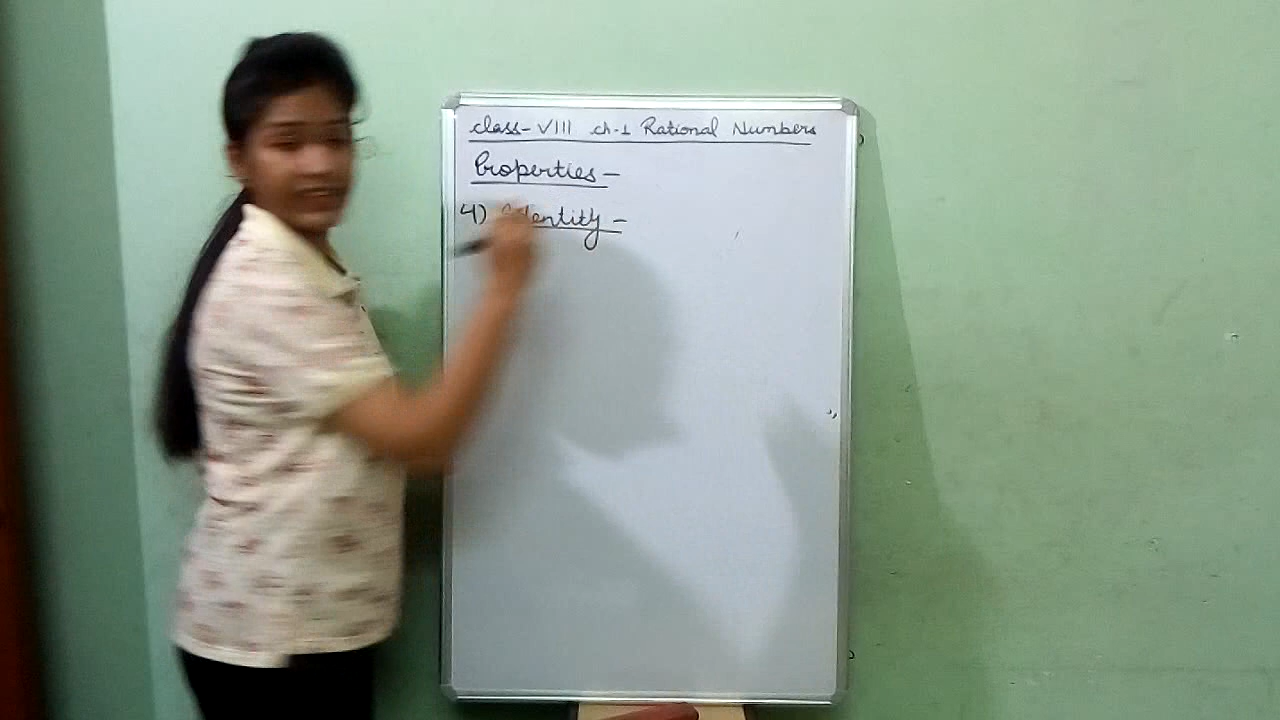 Class-VIII ch-1 Rational Numbers
Properties-
4) Identity -